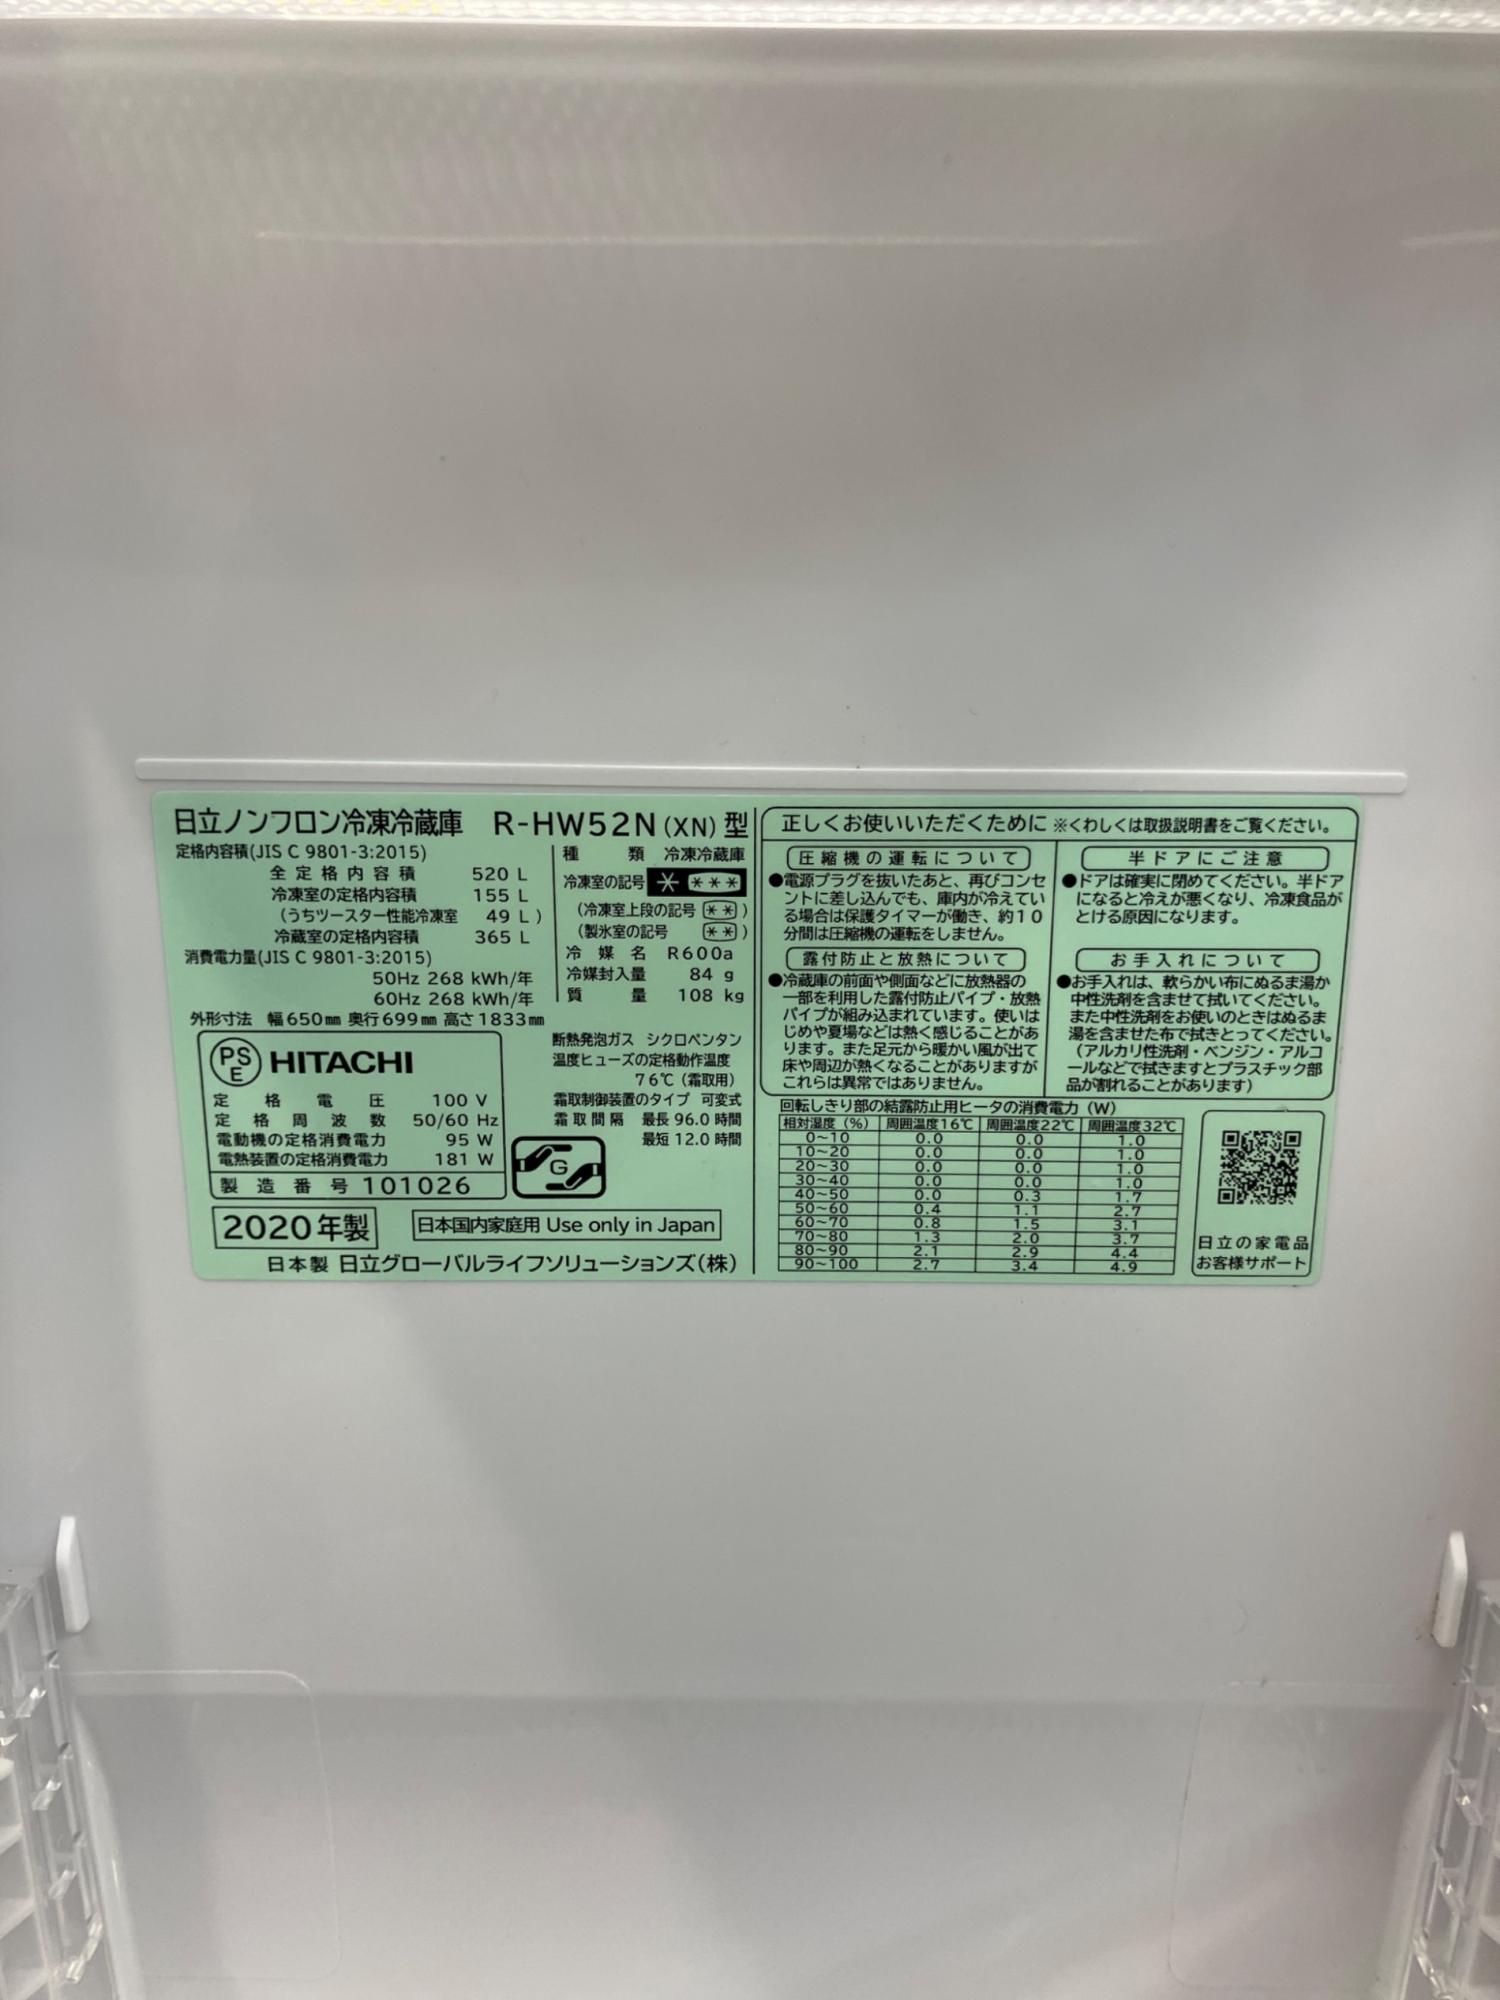 日立ノンフロン冷凍冷蔵庫 R-HW52N(XN)型
定格内容積(JIS C 9801-3:2015)
全定格内容積 520 L
冷凍室の定格内容積 155 L
(うちツースター性能冷凍室 49 L)
冷蔵室の定格内容積 365 L
消費電力量(JIS C 9801-3:2015)
50Hz 268 kWh/年
60Hz 268 kWh/年
外形寸法 幅650mm 奥行699mm 高さ1833mm
種類 冷凍冷蔵庫
冷凍室の記号 * ***
(冷凍室上段の記号 **)
(製氷室の記号 **)
冷媒名 R600a
冷媒封入量 84 g
質量 108 kg
PS
E
HITACHI
定格電圧 100 V
定格周波数 50/60 Hz
電動機の定格消費電力 95 W
電熱装置の定格消費電力 181 W
製造番号 101026
断熱発泡ガス シクロペンタン
温度ヒューズの定格動作温度
76℃(霜取用)
霜取制御装置のタイプ 可変式
霜取間隔 最長 96.0 時間
最短 12.0 時間
G
2020年製
日本国内家庭用 Use only in Japan
日本製 日立グローバルライフソリューションズ(株)
正しくお使いいただくために ※くわしくは取扱説明書をご覧ください。
圧縮機の運転について
●電源プラグを抜いたあと、再びコンセ
ントに差し込んでも、庫内が冷えてい
る場合は保護タイマーが働き、約10
分間は圧縮機の運転をしません。
露付防止と放熱について
●冷蔵庫の前面や側面などに放熱器の
一部を利用した露付防止パイプ・放熱
パイプが組み込まれています。使いは
じめや夏場などは熱く感じることがあ
ります。また足元から暖かい風が出て
床や周辺が熱くなることがありますが
これらは異常ではありません。
半ドアにご注意
●ドアは確実に閉めてください。半ドア
になると冷えが悪くなり、冷凍食品が
とける原因になります。
お手入れについて
●お手入れは、軟らかい布にぬるま湯か
中性洗剤を含ませて拭いてください。
また中性洗剤をお使いのときはぬるま
湯を含ませた布で拭きとってください。
(アルカリ性洗剤・ベンジン・アルコ
ールなどで拭きますとプラスチック部
品が割れることがあります)
回転しきり部の結露防止用ヒータの消費電力(W)
相対湿度(%) 周囲温度16℃ 周囲温度22℃ 周囲温度32℃
0～10 0.0 0.0 1.0
10～20 0.0 0.0 1.0
20～30 0.0 0.0 1.0
30～40 0.0 0.0 1.0
40～50 0.0 0.3 1.7
50～60 0.4 1.1 2.7
60～70 0.8 1.5 3.1
70～80 1.3 2.0 3.7
80～90 2.1 2.9 4.4
90～100 2.7 3.4 4.9
日立の家電品
お客様サポート